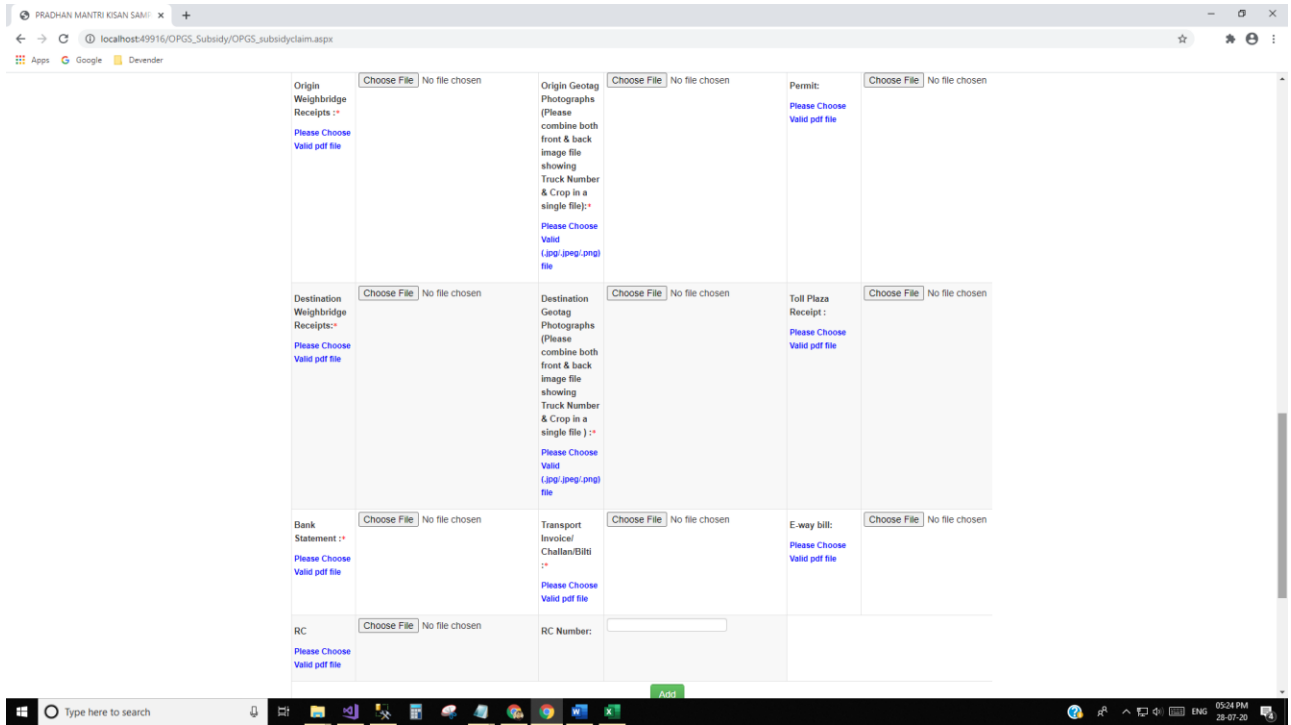 PRADHAN MANTRI KISAN SAMP
localhost:49916/OPGS_Subsidy/OPGS_subsidyclaim.aspx
Apps Google Devender
Origin
Weighbridge
Receipts :*
Please Choose
Valid pdf file
Choose File No file chosen
Origin Geotag
Photographs
(Please
combine both
front & back
image file
showing
Truck Number
& Crop in a
single file):*
Please Choose
Valid
(.jpg/.jpeg/.png)
file
Choose File No file chosen
Permit:
Please Choose
Valid pdf file
Choose File No file chosen
Destination
Weighbridge
Receipts:*
Please Choose
Valid pdf file
Choose File No file chosen
Destination
Geotag
Photographs
(Please
combine both
front & back
image file
showing
Truck Number
& Crop in a
single file ) :*
Please Choose
Valid
(.jpg/.jpeg/.png)
file
Choose File No file chosen
Toll Plaza
Receipt :
Please Choose
Valid pdf file
Choose File No file chosen
Bank
Statement :*
Please Choose
Valid pdf file
Choose File No file chosen
Transport
Invoice/
Challan/Bilti
:*
Please Choose
Valid pdf file
Choose File No file chosen
E-way bill:
Please Choose
Valid pdf file
Choose File No file chosen
RC
Please Choose
Valid pdf file
Choose File No file chosen
RC Number:
Add
Type here to search
ENG
05:24 PM
28-07-20